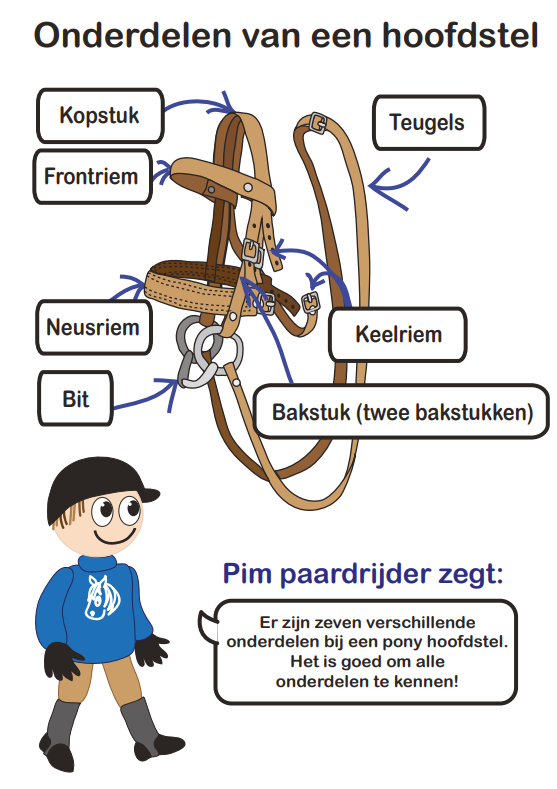 Onderdelen van een hoofdstel
Kopstuk
Teugels
Frontriem
Neusriem
Keelriem
Bit
Bakstuk (twee bakstukken)
Pim paardrijder zegt:
Er zijn zeven verschillende
onderdelen bij een pony hoofdstel.
Het is goed om alle
onderdelen te kennen!